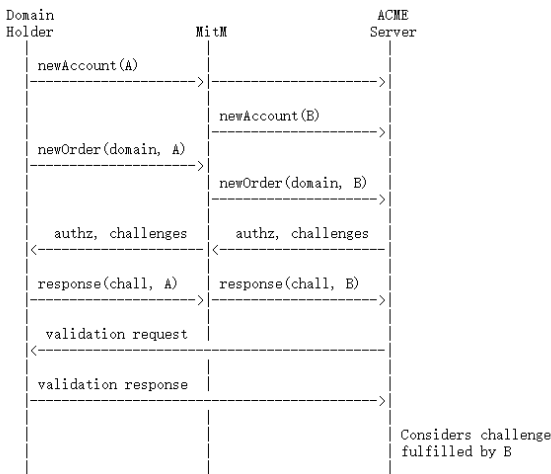 Domain ACME
Holder MitM Server
newAccount(A)
newAccount(B)
newOrder(domain, A)
newOrder(domain, B)
authz, challenges authz, challenges
response(chall, A) response(chall, B)
validation request
validation response
Considers challenge
fulfilled by B